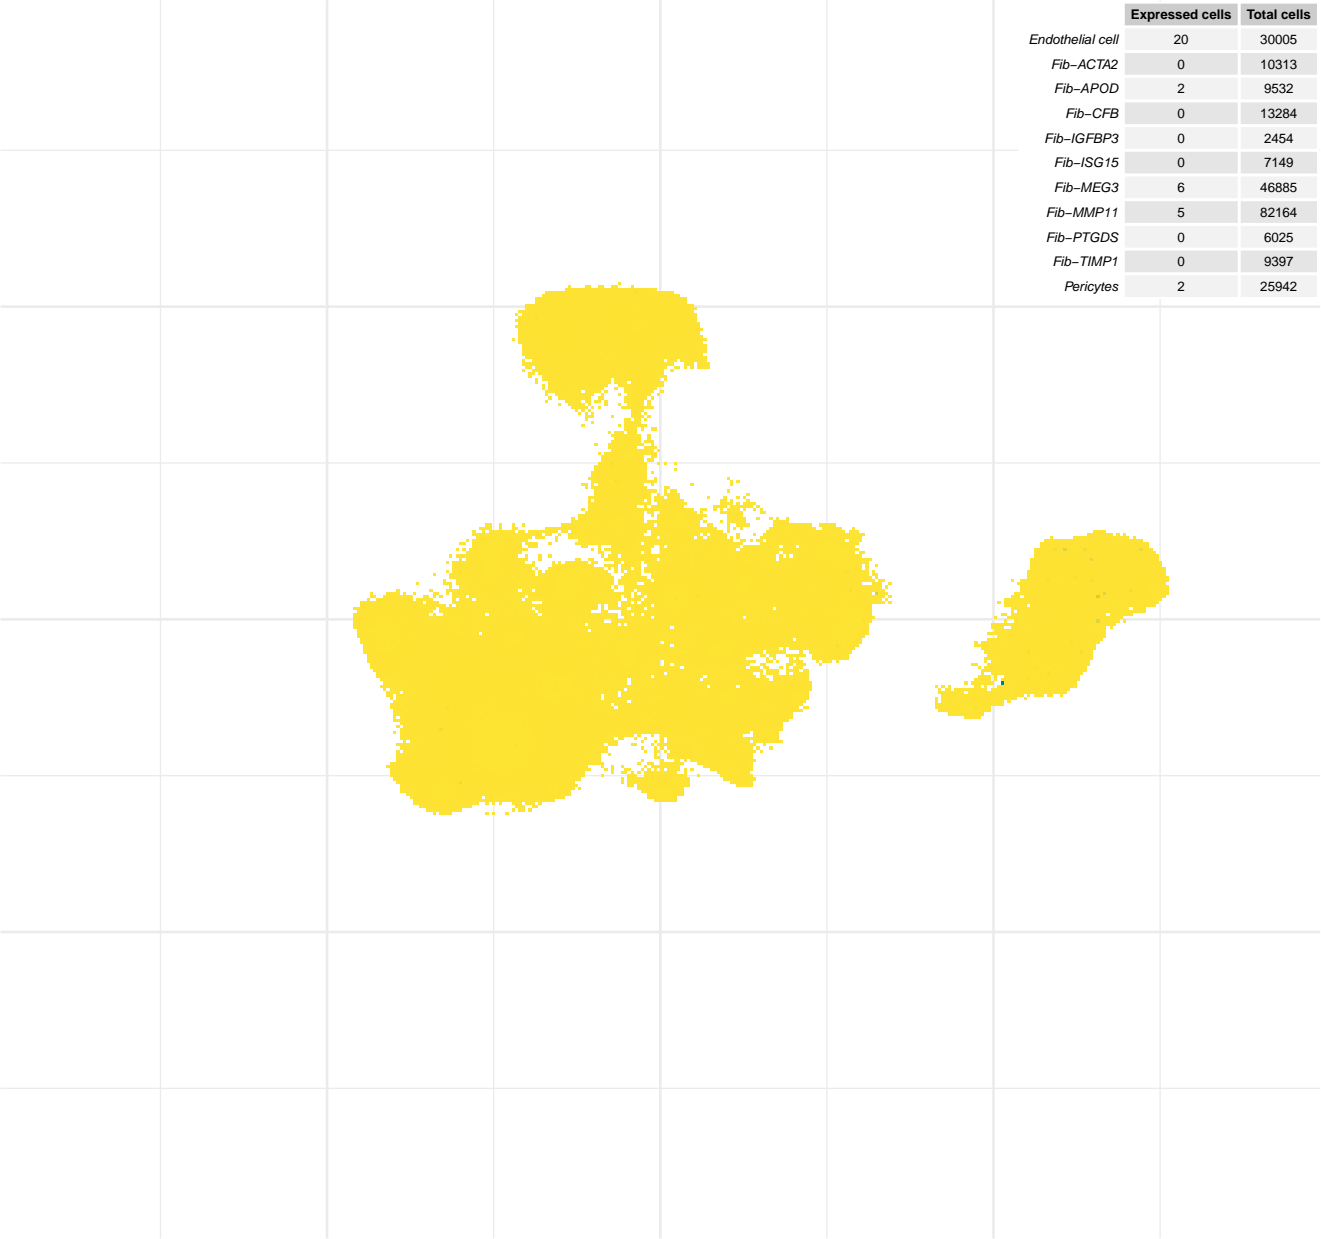 Expressed cells Total cells
Endothelial cell 20 30005
Fib−ACTA2 0 10313
Fib−APOD 2 9532
Fib−CFB 0 13284
Fib−IGFBP3 0 2454
Fib−ISG15 0 7149
Fib−MEG3 6 46885
Fib−MMP11 5 82164
Fib−PTGDS 0 6025
Fib−TIMP1 0 9397
Pericytes 2 25942